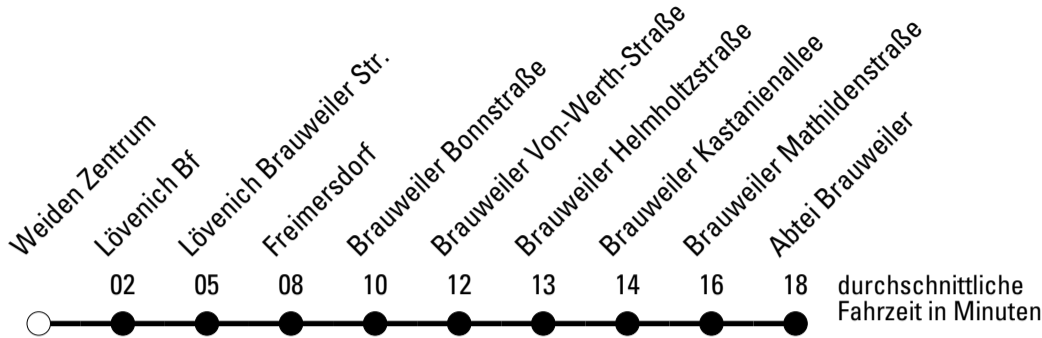 Weiden Zentrum
Lövenich Bf
Lövenich Brauweiler Str.
Freimersdorf
Brauweiler Bonnstraße
Brauweiler Von-Werth-Straße
Brauweiler Helmholtzstraße
Brauweiler Kastanienallee
Brauweiler Mathildenstraße
Abtei Brauweiler
02 05 08 10 12 13 14 16 18
durchschnittliche
Fahrzeit in Minuten